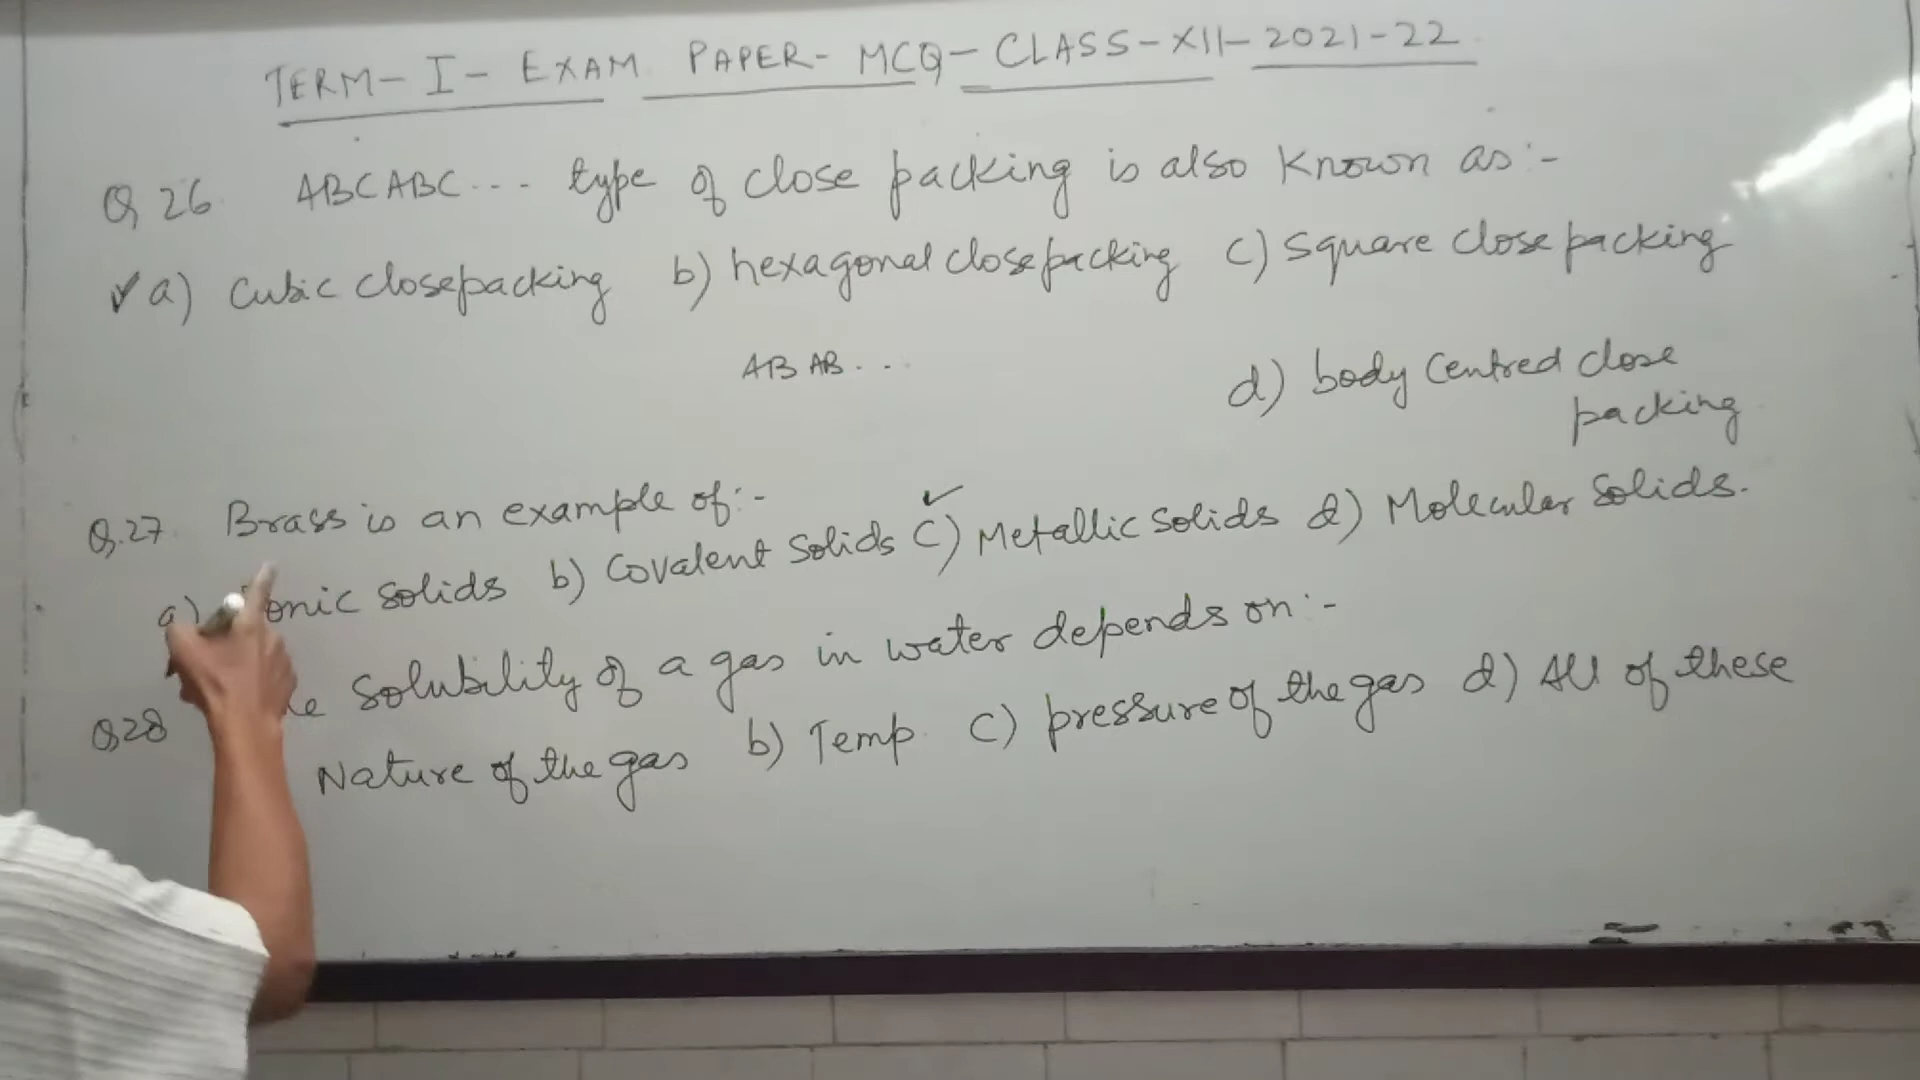 TERM-I-EXAM PAPER-MCQ-CLASS-XII-2021-22
Q 26. ABCABC... type of close packing is also known as:-
✓ a) Cubic closepacking b) hexagonal closepacking c) square close packing
ABAB...
d) body centred close
packing
Q.27. Brass is an example of:-
a) onic solids b) Covalent solids ✓ c) Metallic solids d) Molecular solids.
Q28 solubility of a gas in water depends on:-
Nature of the gas b) Temp. c) pressure of the gas d) All of these